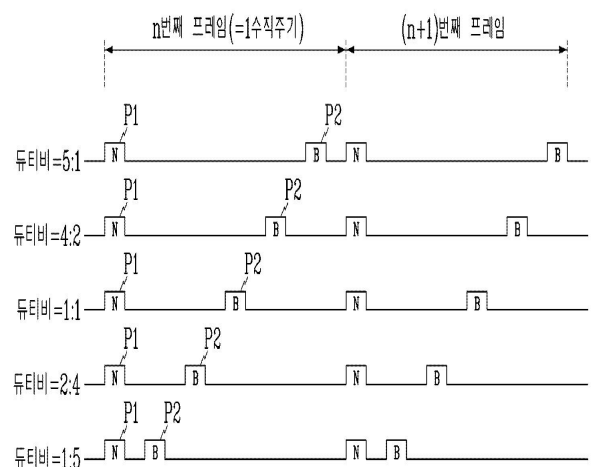 n번째 프레임(=1수직주기) (n+1)번째 프레임
P1 P2
듀티비=5:1 N B N B
P1 P2
듀티비=4:2 N B N B
P1 P2
듀티비=1:1 N B N B
P1 P2
듀티비=2:4 N B N B
P1 P2
듀티비=1:5 N B N B